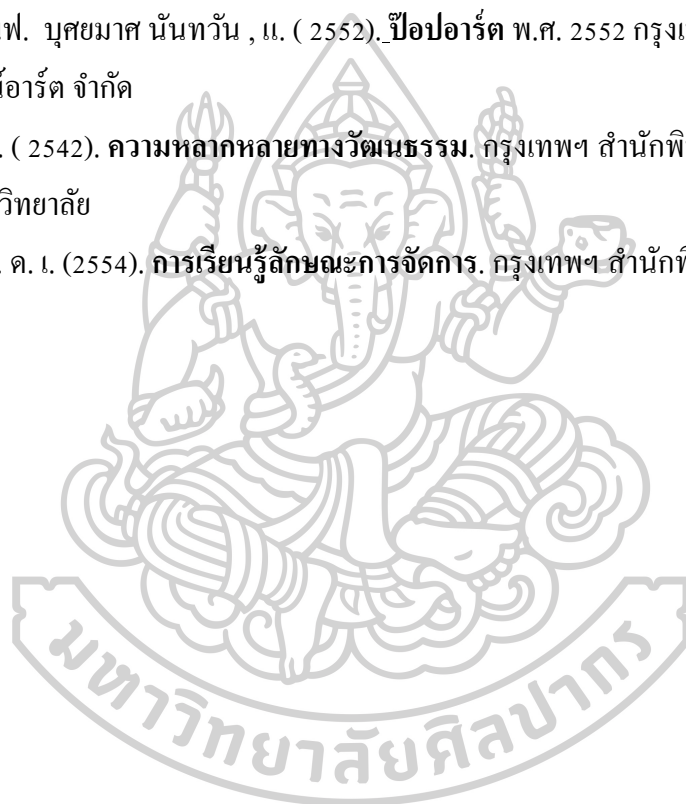 .ฟ. บุศยมาศ นันทวัน , แ. ( 2552). ป๊อปอาร์ต พ.ศ. 2552 กรุงเ
์อาร์ต จำกัด
. ( 2542). ความหลากหลายทางวัฒนธรรม. กรุงเทพฯ สำนักพิ
วิทยาลัย
. ค. เ. (2554). การเรียนรู้ลักษณะการจัดการ. กรุงเทพฯ สำนักพิ
มหาวิทยาลัยศิลปากร